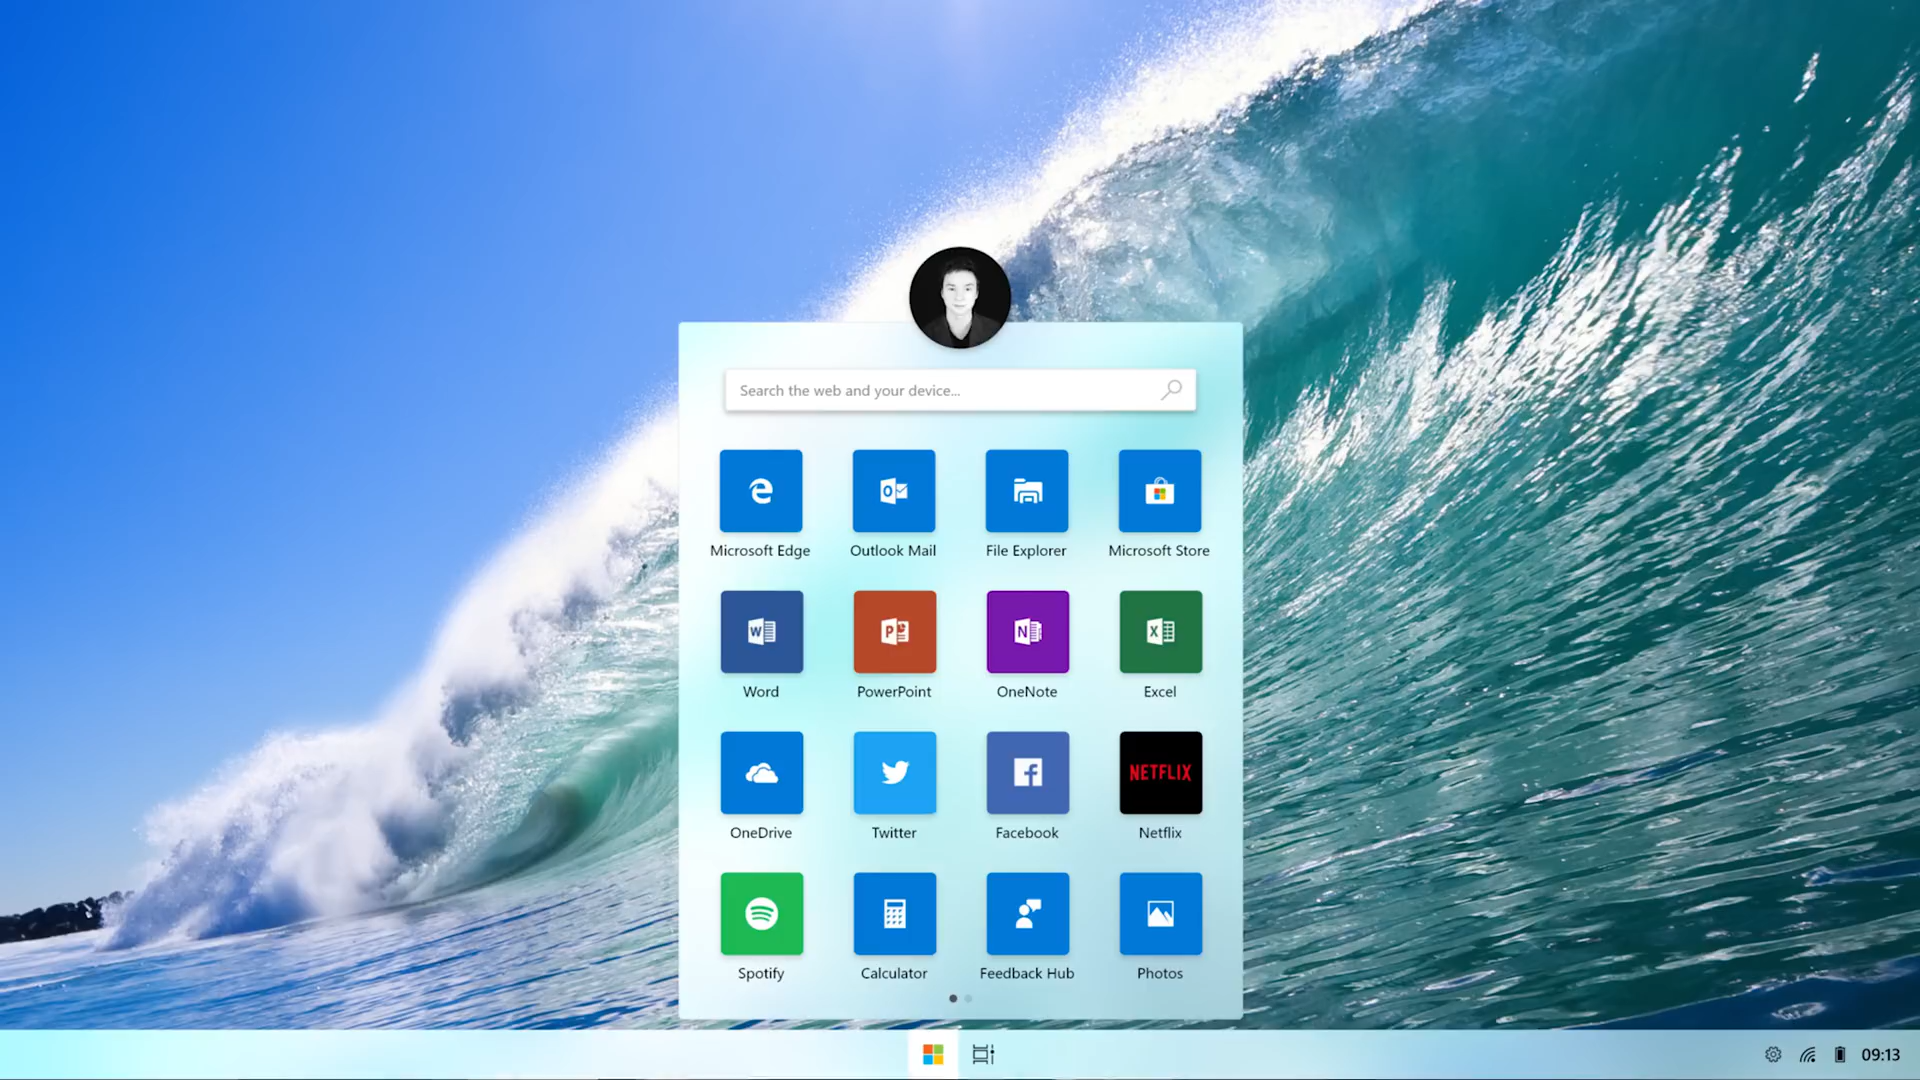 Search the web and your device...
Microsoft Edge
Outlook Mail
File Explorer
Microsoft Store
Word
PowerPoint
OneNote
Excel
NETFLIX
OneDrive
Twitter
Facebook
Netflix
Spotify
Calculator
Feedback Hub
Photos
09:13